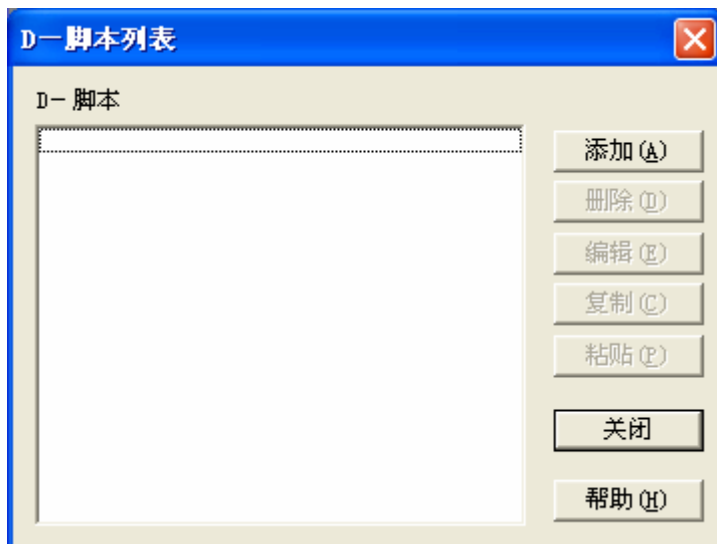 D－脚本列表
D－ 脚本
添加(A)
删除(D)
编辑(E)
复制(C)
粘贴(P)
关闭
帮助(H)